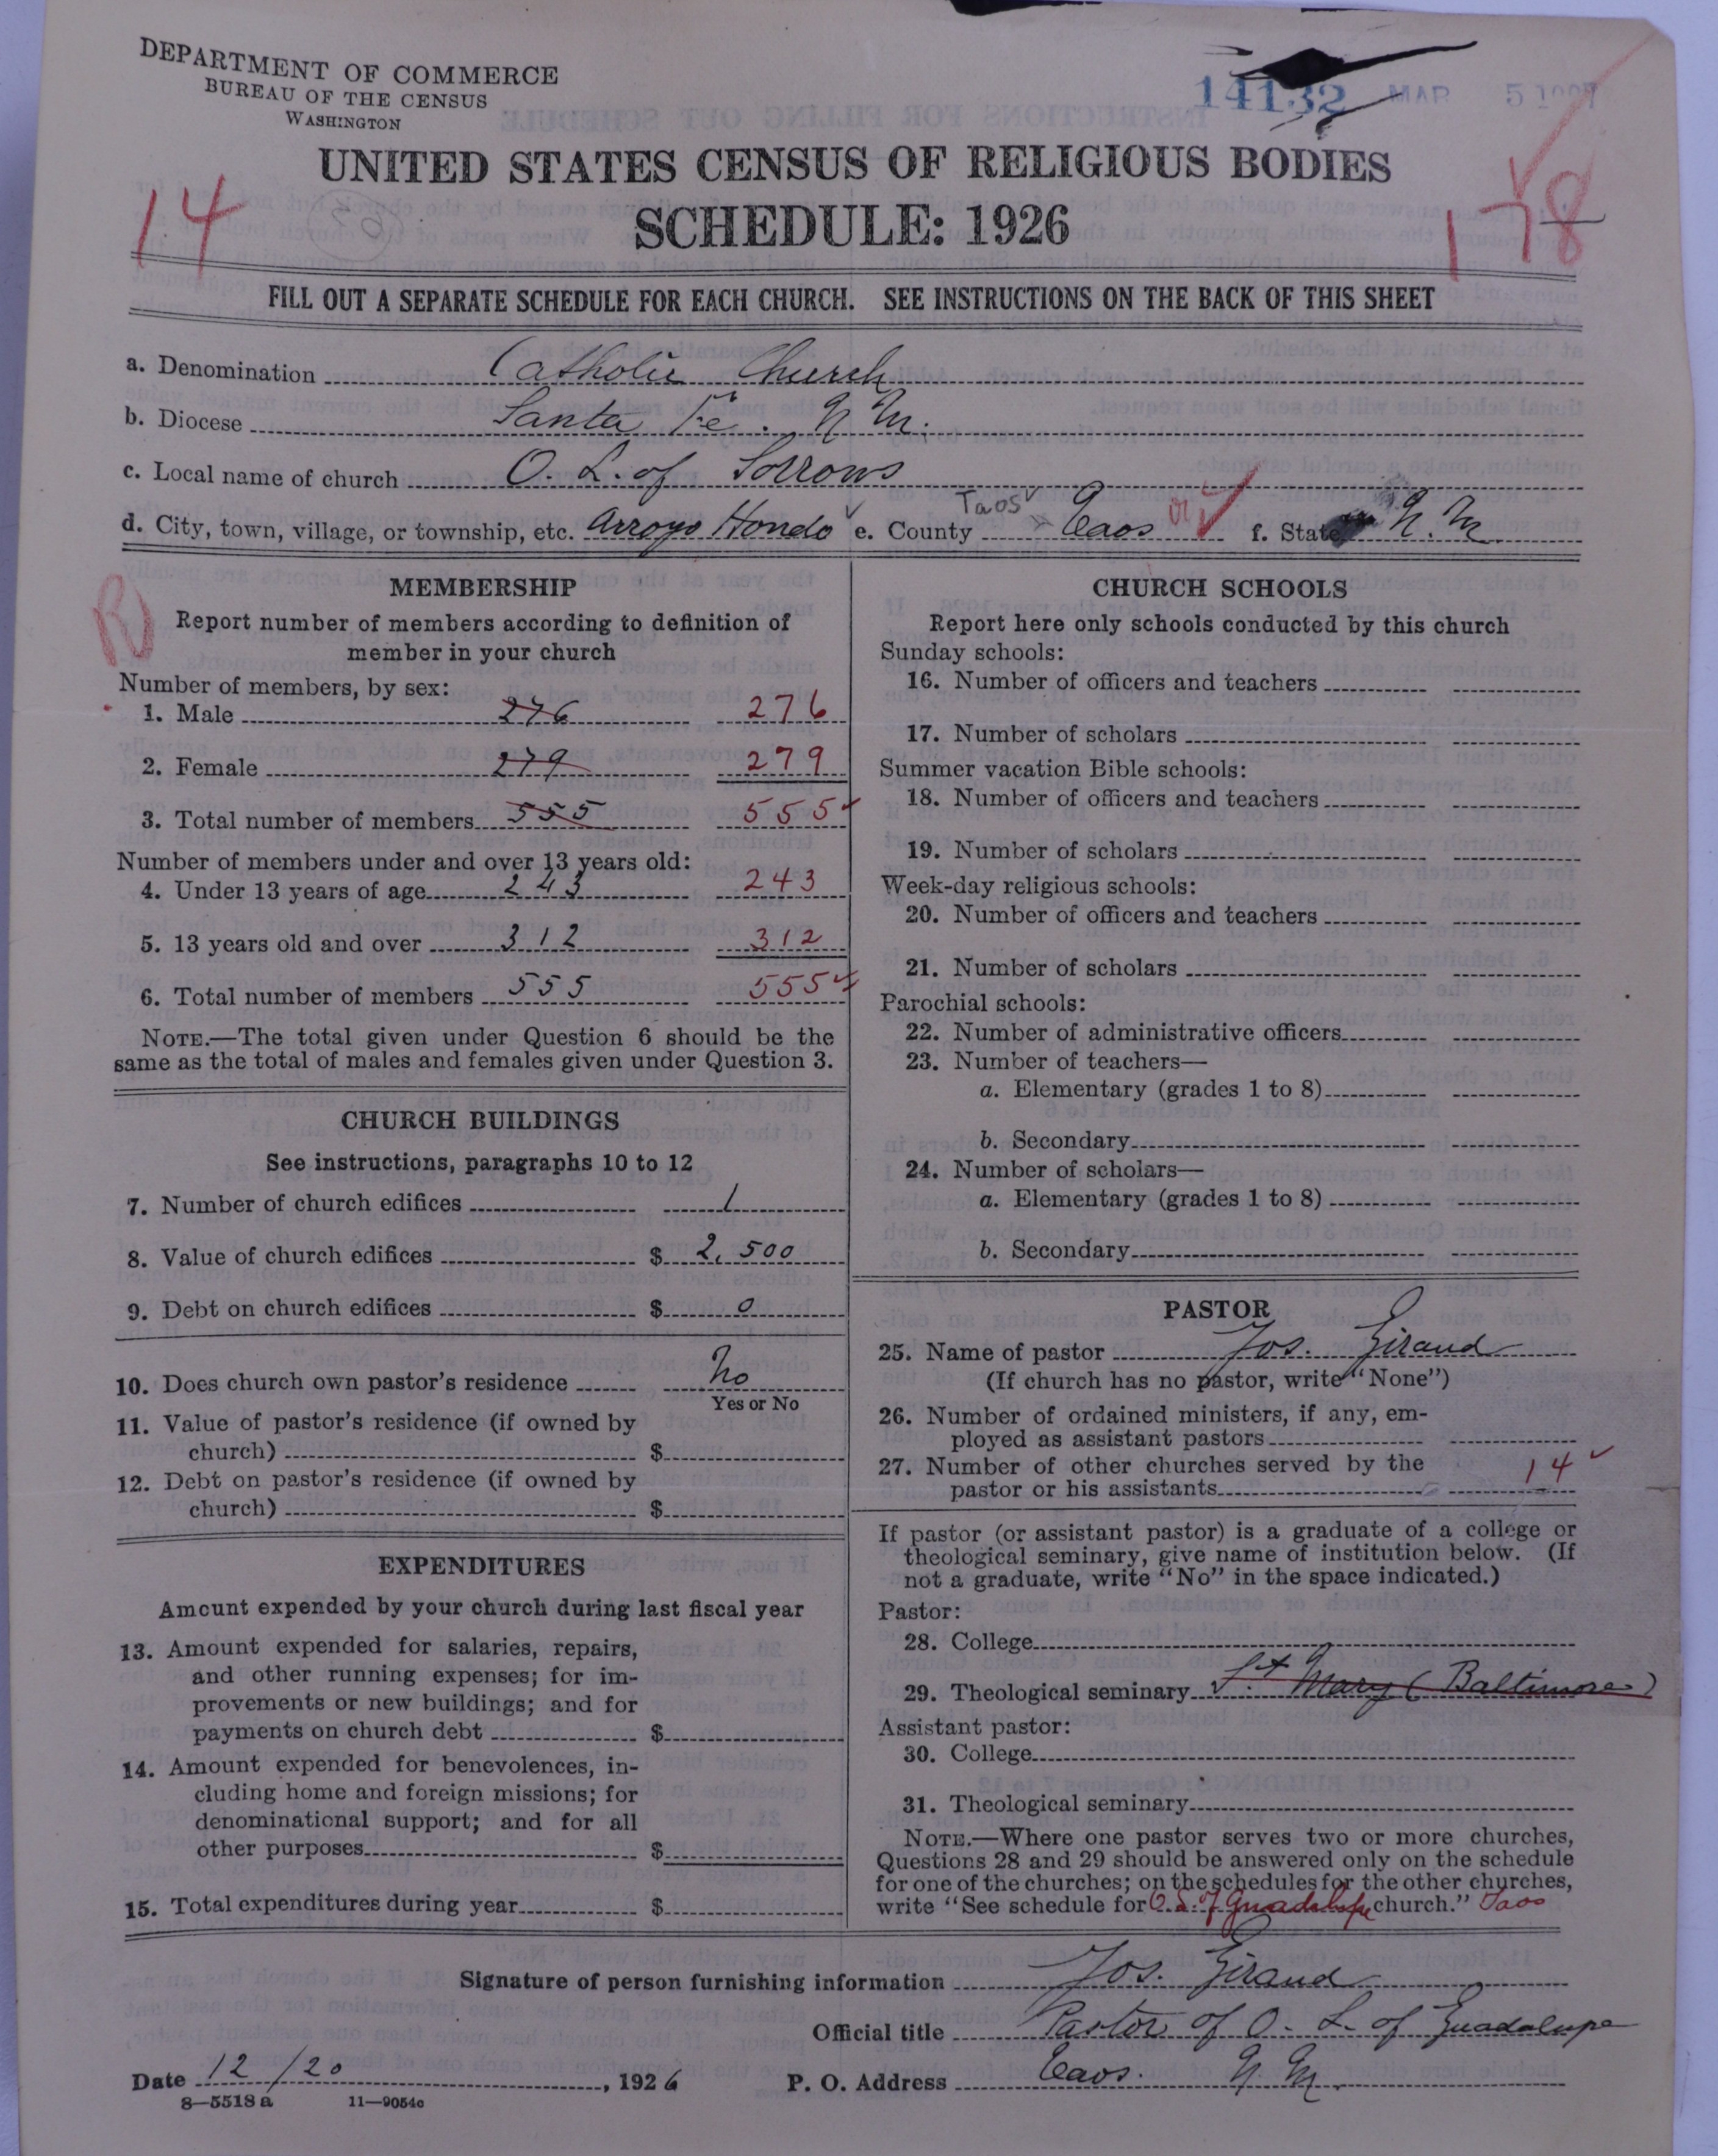 DEPARTMENT OF COMMERCE
BUREAU OF THE CENSUS
WASHINGTON
14132 MAR 5 1927
UNITED STATES CENSUS OF RELIGIOUS BODIES
14
SCHEDULE: 1926
178
FILL OUT A SEPARATE SCHEDULE FOR EACH CHURCH. SEE INSTRUCTIONS ON THE BACK OF THIS SHEET
a. Denomination Catholic Church
b. Diocese Santa Fe. N M.
c. Local name of church O. L. of Sorrows
d. City, town, village, or township, etc. Arroyo Hondo e. County Taos Taos f. State N. M.
MEMBERSHIP
Report number of members according to definition of
member in your church
Number of members, by sex:
1. Male 276 276
2. Female 279 279
3. Total number of members 555 555
Number of members under and over 13 years old:
4. Under 13 years of age 243 243
5. 13 years old and over 312 312
6. Total number of members 555 555
NOTE.—The total given under Question 6 should be the
same as the total of males and females given under Question 3.
CHURCH BUILDINGS
See instructions, paragraphs 10 to 12
7. Number of church edifices 1
8. Value of church edifices $ 2,500
9. Debt on church edifices $ 0
10. Does church own pastor's residence No
Yes or No
11. Value of pastor's residence (if owned by
church) $
12. Debt on pastor's residence (if owned by
church) $
EXPENDITURES
Amount expended by your church during last fiscal year
13. Amount expended for salaries, repairs,
and other running expenses; for im-
provements or new buildings; and for
payments on church debt $
14. Amount expended for benevolences, in-
cluding home and foreign missions; for
denominational support; and for all
other purposes $
15. Total expenditures during year $
CHURCH SCHOOLS
Report here only schools conducted by this church
Sunday schools:
16. Number of officers and teachers
17. Number of scholars
Summer vacation Bible schools:
18. Number of officers and teachers
19. Number of scholars
Week-day religious schools:
20. Number of officers and teachers
21. Number of scholars
Parochial schools:
22. Number of administrative officers
23. Number of teachers—
a. Elementary (grades 1 to 8)
b. Secondary
24. Number of scholars—
a. Elementary (grades 1 to 8)
b. Secondary
PASTOR
25. Name of pastor Jos. Giraud
(If church has no pastor, write "None")
26. Number of ordained ministers, if any, em-
ployed as assistant pastors
27. Number of other churches served by the
pastor or his assistants 14
If pastor (or assistant pastor) is a graduate of a college or
theological seminary, give name of institution below. (If
not a graduate, write "No" in the space indicated.)
Pastor:
28. College
29. Theological seminary St. Mary (Baltimore)
Assistant pastor:
30. College
31. Theological seminary
NOTE.—Where one pastor serves two or more churches,
Questions 28 and 29 should be answered only on the schedule
for one of the churches; on the schedules for the other churches,
write "See schedule for O. L. of Guadalupe church." Taos
Signature of person furnishing information Jos. Giraud
Official title Pastor of O. L. of Guadalupe
Date 12/20, 1926 P. O. Address Taos. N M.
8—5518 a 11—9054c